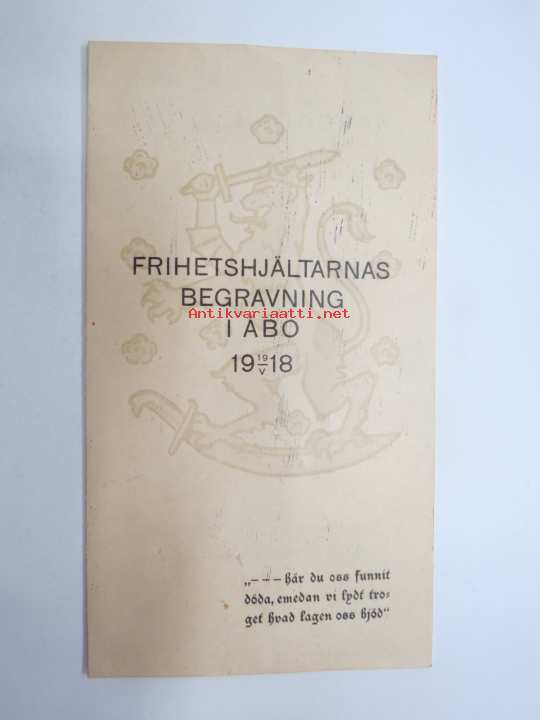 FRIHETSHJÄLTARNAS
BEGRAVNING
Antikvariaatti.net
I ABO
19 19/V 18
„- - - här du oss funnit
döda, emedan vi lydt tro-
get hvad lagen oss bjöd"